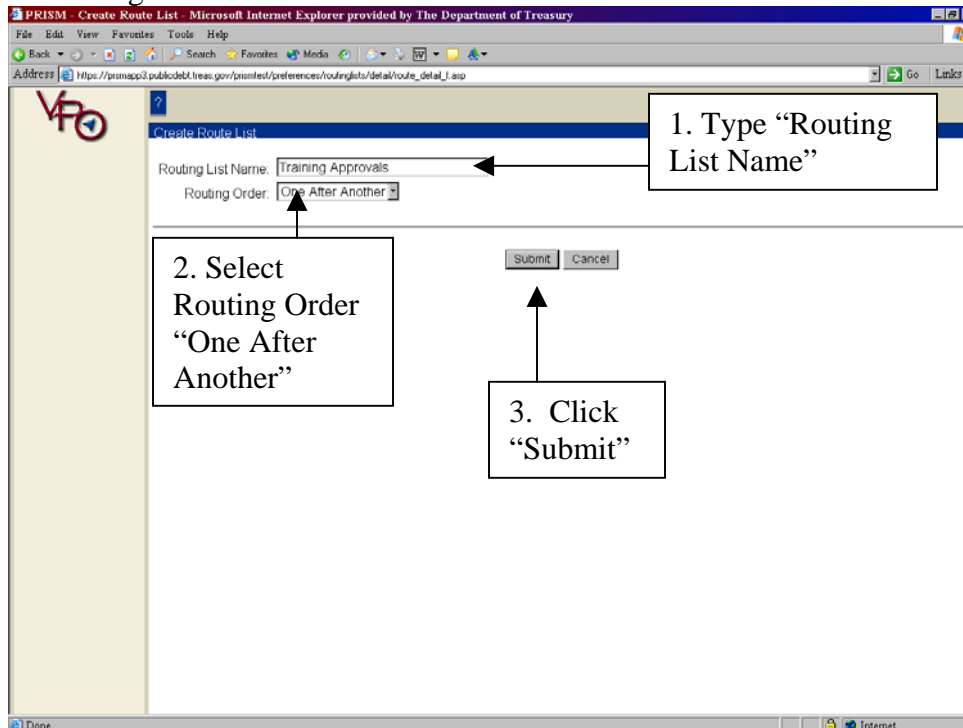 PRISM - Create Route List - Microsoft Internet Explorer provided by The Department of Treasury
File Edit View Favorites Tools Help
Back Search Favorites Media
Address https://prismapp3.publicdebt.treas.gov/prismtest/preferences/routinglists/detail/route_detail_f.asp Go Links
VPO
?
Create Route List
1. Type “Routing
List Name”
Routing List Name: Training Approvals
Routing Order: One After Another
2. Select
Routing Order
“One After
Another”
Submit Cancel
3. Click
“Submit”
Done Internet